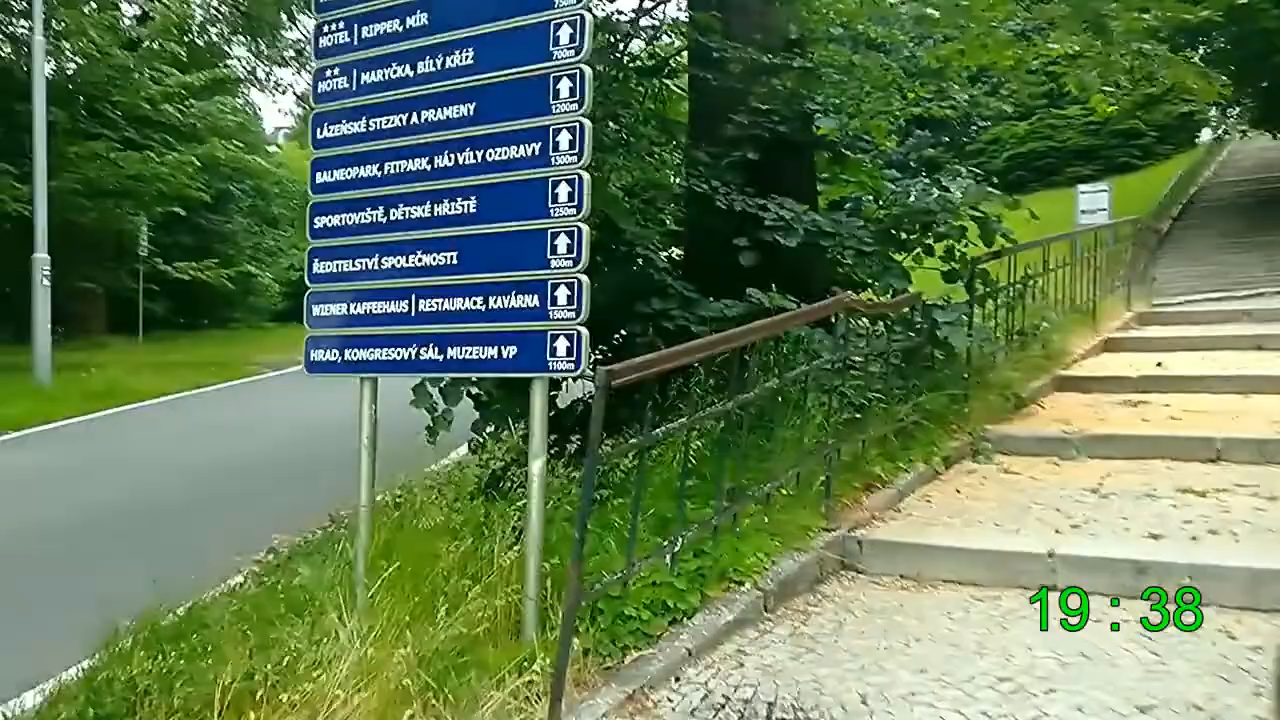 750m
*** HOTEL | RIPPER, MÍR
700m
** HOTEL | MARYČKA, BÍLÝ KŘÍŽ
LÁZEŇSKÉ STEZKY A PRAMENY
1200m
BALNEOPARK, FITPARK, HÁJ VÍLY OZDRAVY
1300m
SPORTOVIŠTĚ, DĚTSKÉ HŘIŠTĚ
1250m
ŘEDITELSTVÍ SPOLEČNOSTI
900m
WIENER KAFFEEHAUS | RESTAURACE, KAVÁRNA
1500m
HRAD, KONGRESOVÝ SÁL, MUZEUM VP
1100m
19 : 38